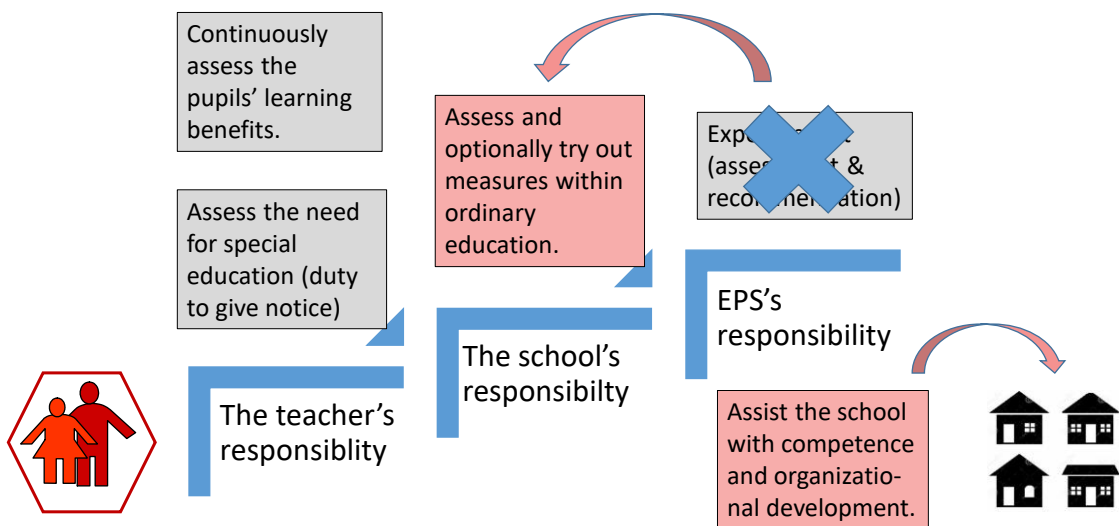 Continuously
assess the
pupils’ learning
benefits.
Assess the need
for special
education (duty
to give notice)
The teacher’s
responsiblity
Assess and
optionally try out
measures within
ordinary
education.
The school’s
responsibilty
(
&
EPS’s
responsibility
Assist the school
with competence
and organizatio-
nal development.